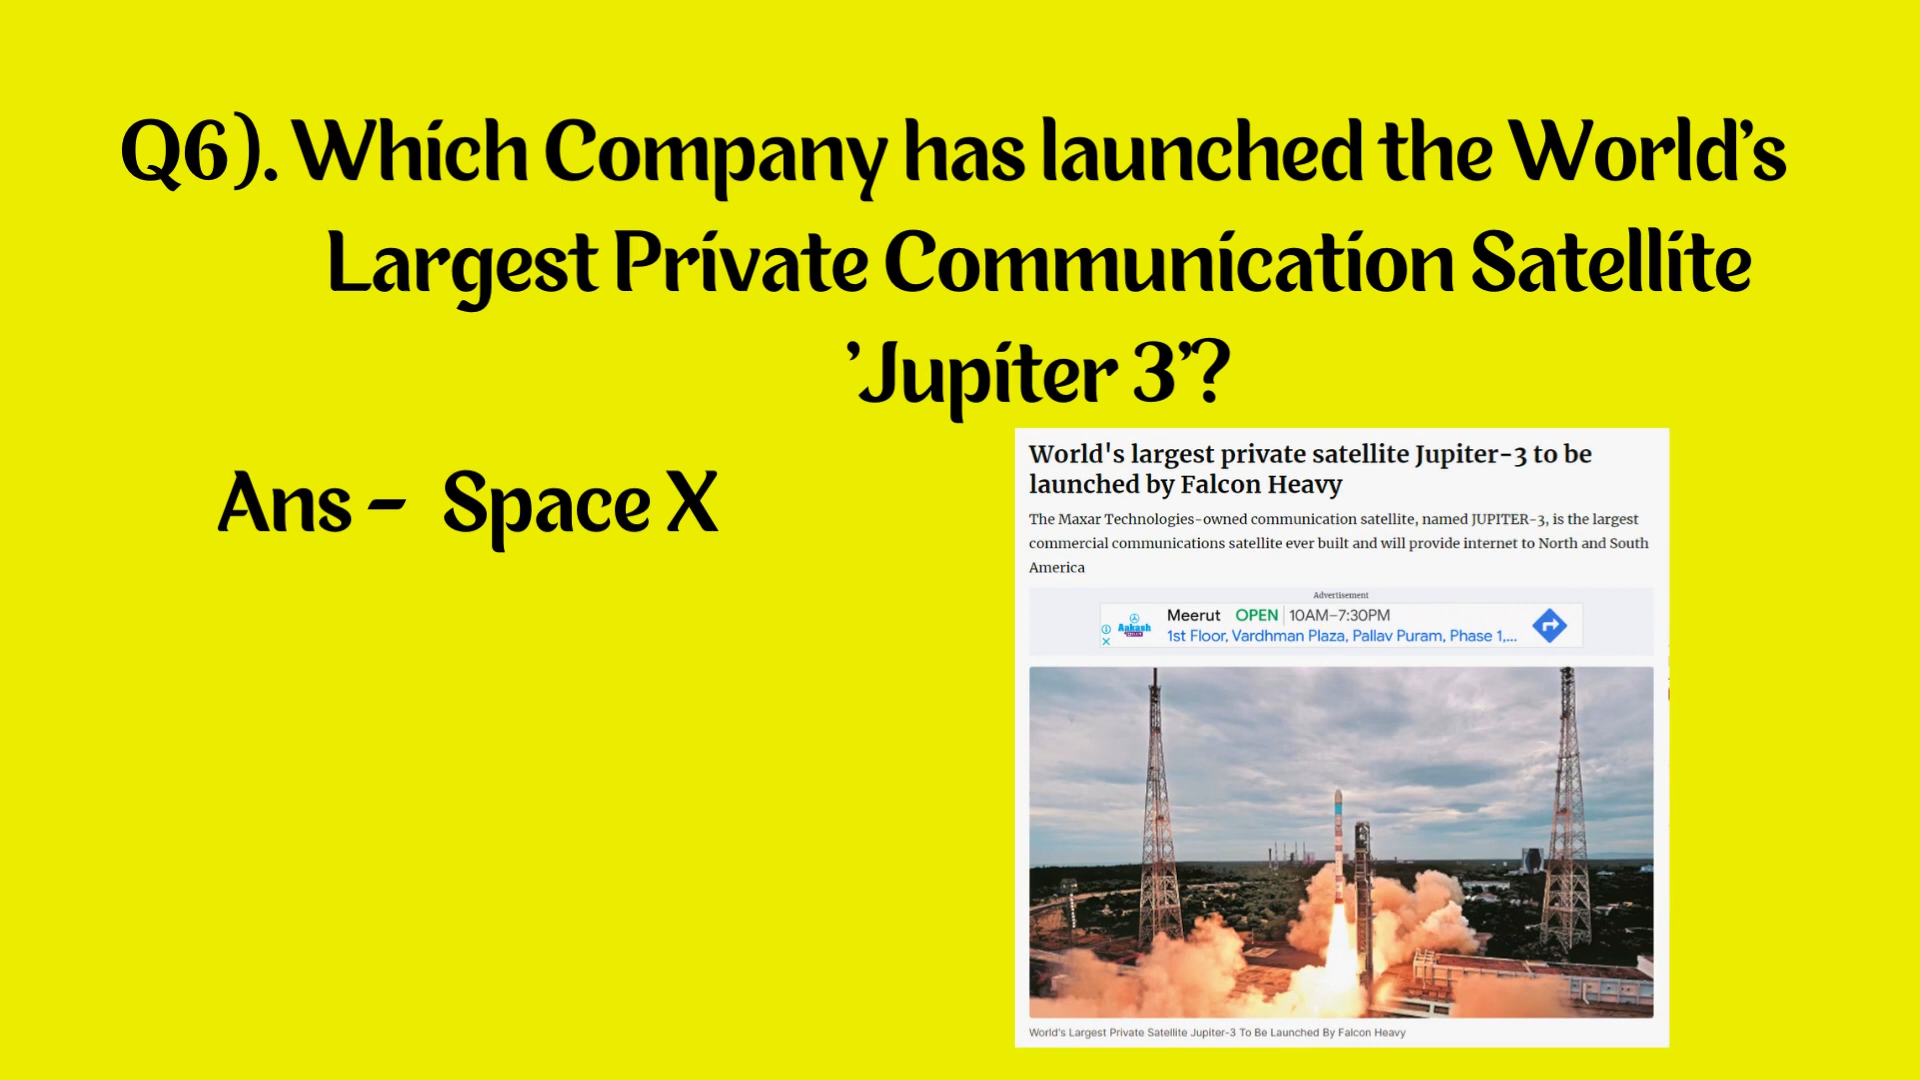 Q6). Which Company has launched the World's
Largest Private Communication Satellite
'Jupiter 3'?
Ans - Space X
World's largest private satellite Jupiter-3 to be
launched by Falcon Heavy
The Maxar Technologies-owned communication satellite, named JUPITER-3, is the largest
commercial communications satellite ever built and will provide internet to North and South
America
Advertisement
Aakash
Meerut OPEN 10AM–7:30PM
1st Floor, Vardhman Plaza, Pallav Puram, Phase 1,...
World's Largest Private Satellite Jupiter-3 To Be Launched By Falcon Heavy